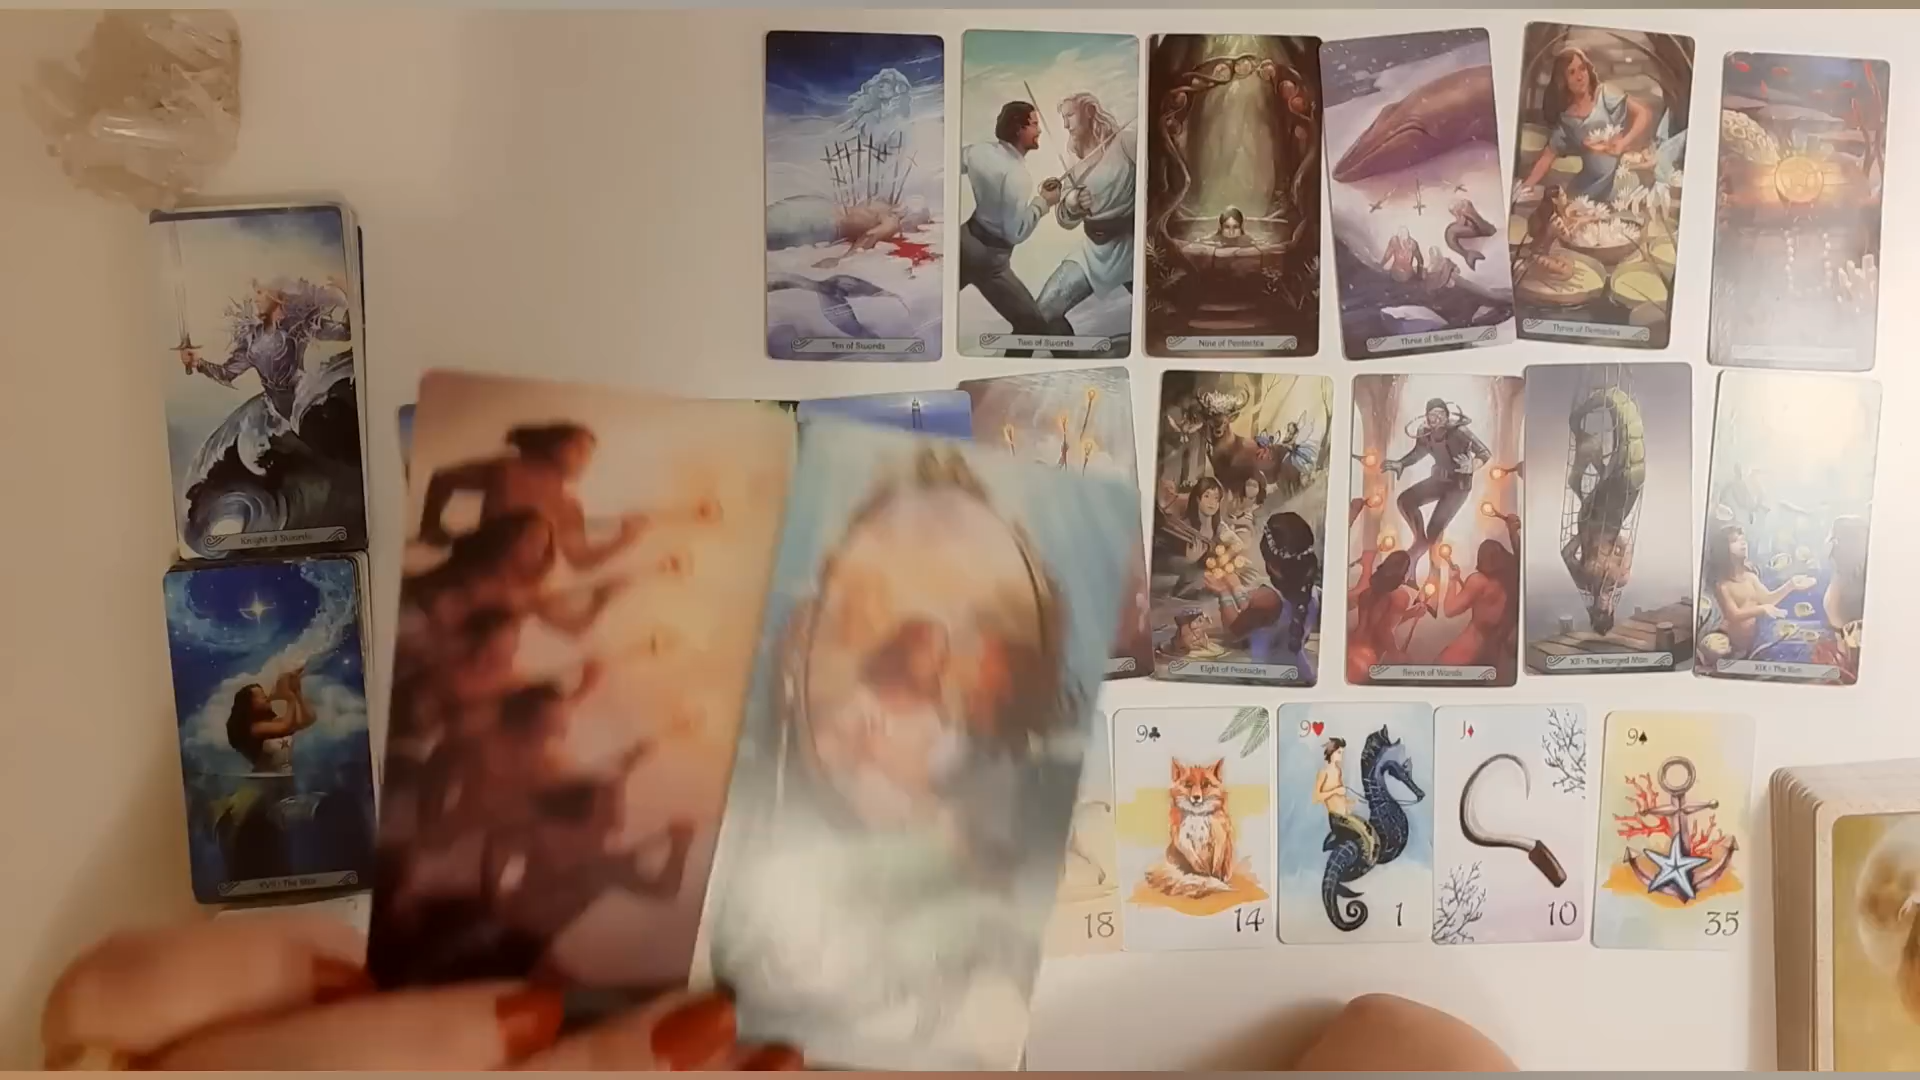 Ten of Swords
Two of Swords
Nine of Pentacles
Three of Swords
Three of Pentacles
Knight of Swords
Eight of Pentacles
Seven of Wands
XII • The Hanged Man
XIX • The Sun
XVII • The Star
18
9♣
14
9♥
1
J♦
10
9♠
35